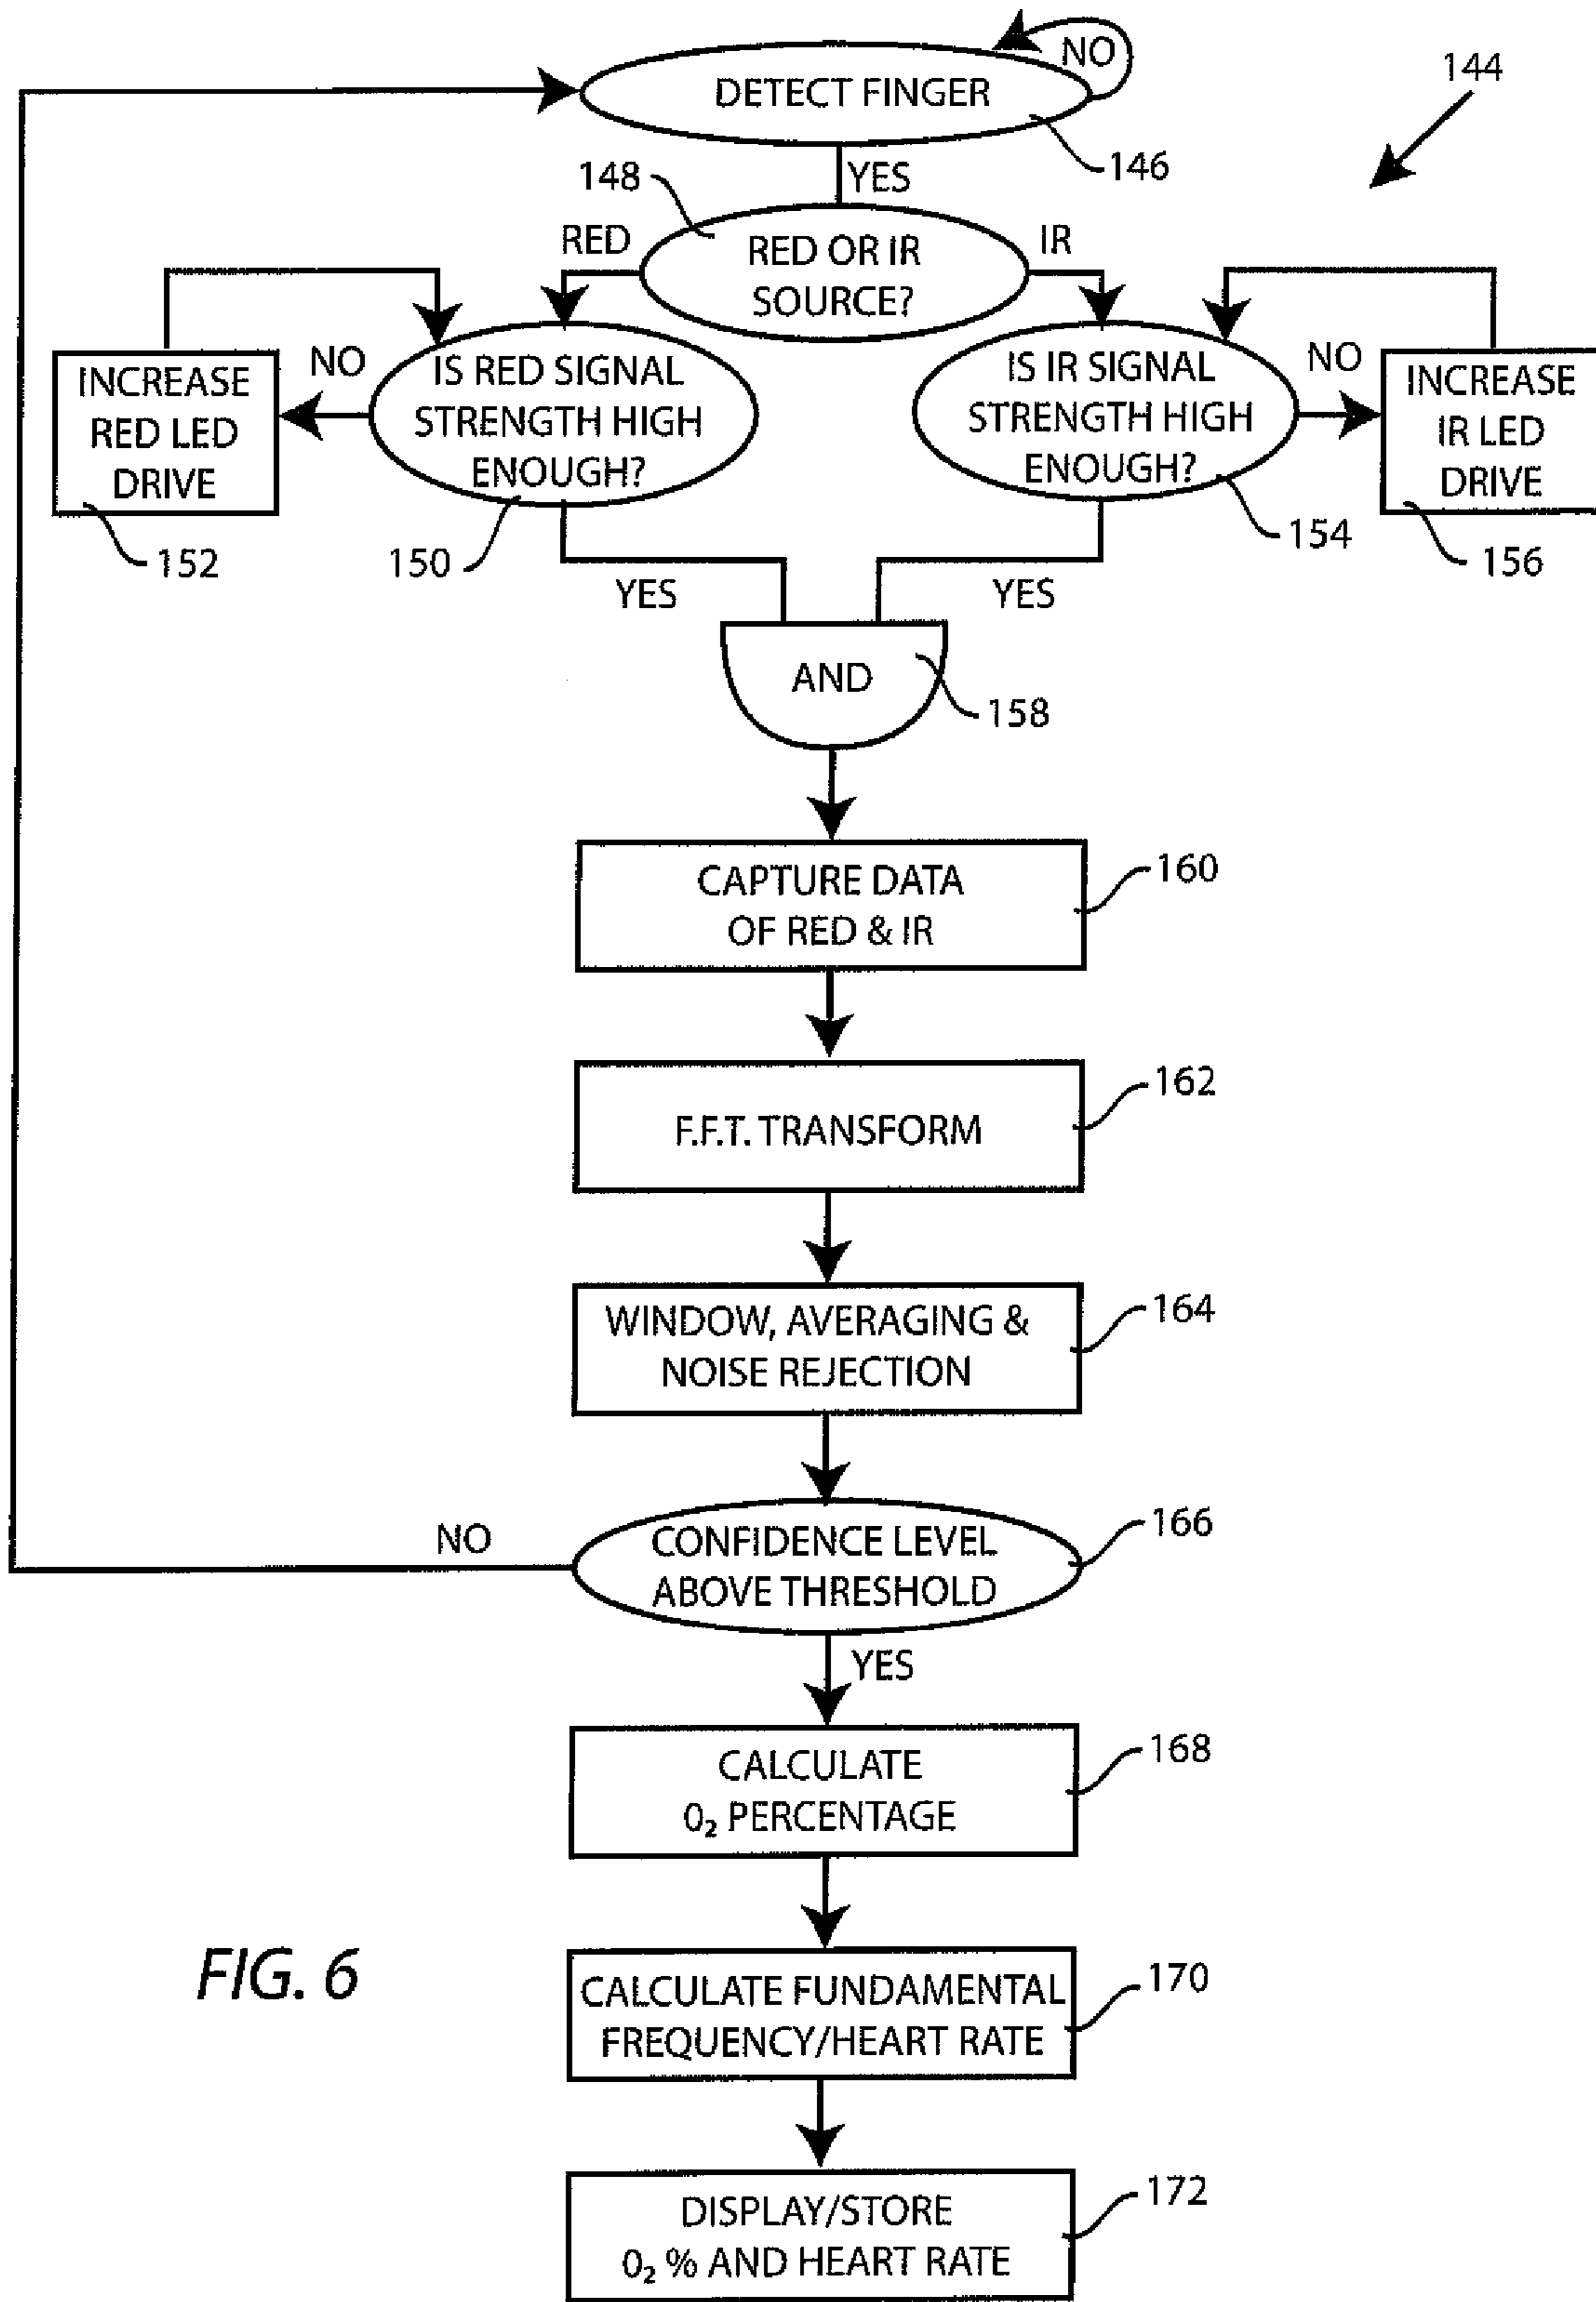 NO
DETECT FINGER
144
146
YES
148
RED
IR
RED OR IR
SOURCE?
NO
IS RED SIGNAL
STRENGTH HIGH
ENOUGH?
INCREASE
RED LED
DRIVE
IS IR SIGNAL
STRENGTH HIGH
ENOUGH?
NO
INCREASE
IR LED
DRIVE
152
150
154
156
YES
YES
AND
158
CAPTURE DATA
OF RED & IR
160
F.F.T. TRANSFORM
162
WINDOW, AVERAGING &
NOISE REJECTION
164
NO
CONFIDENCE LEVEL
ABOVE THRESHOLD
166
YES
CALCULATE
0₂ PERCENTAGE
168
FIG. 6
CALCULATE FUNDAMENTAL
FREQUENCY/HEART RATE
170
DISPLAY/STORE
0₂ % AND HEART RATE
172